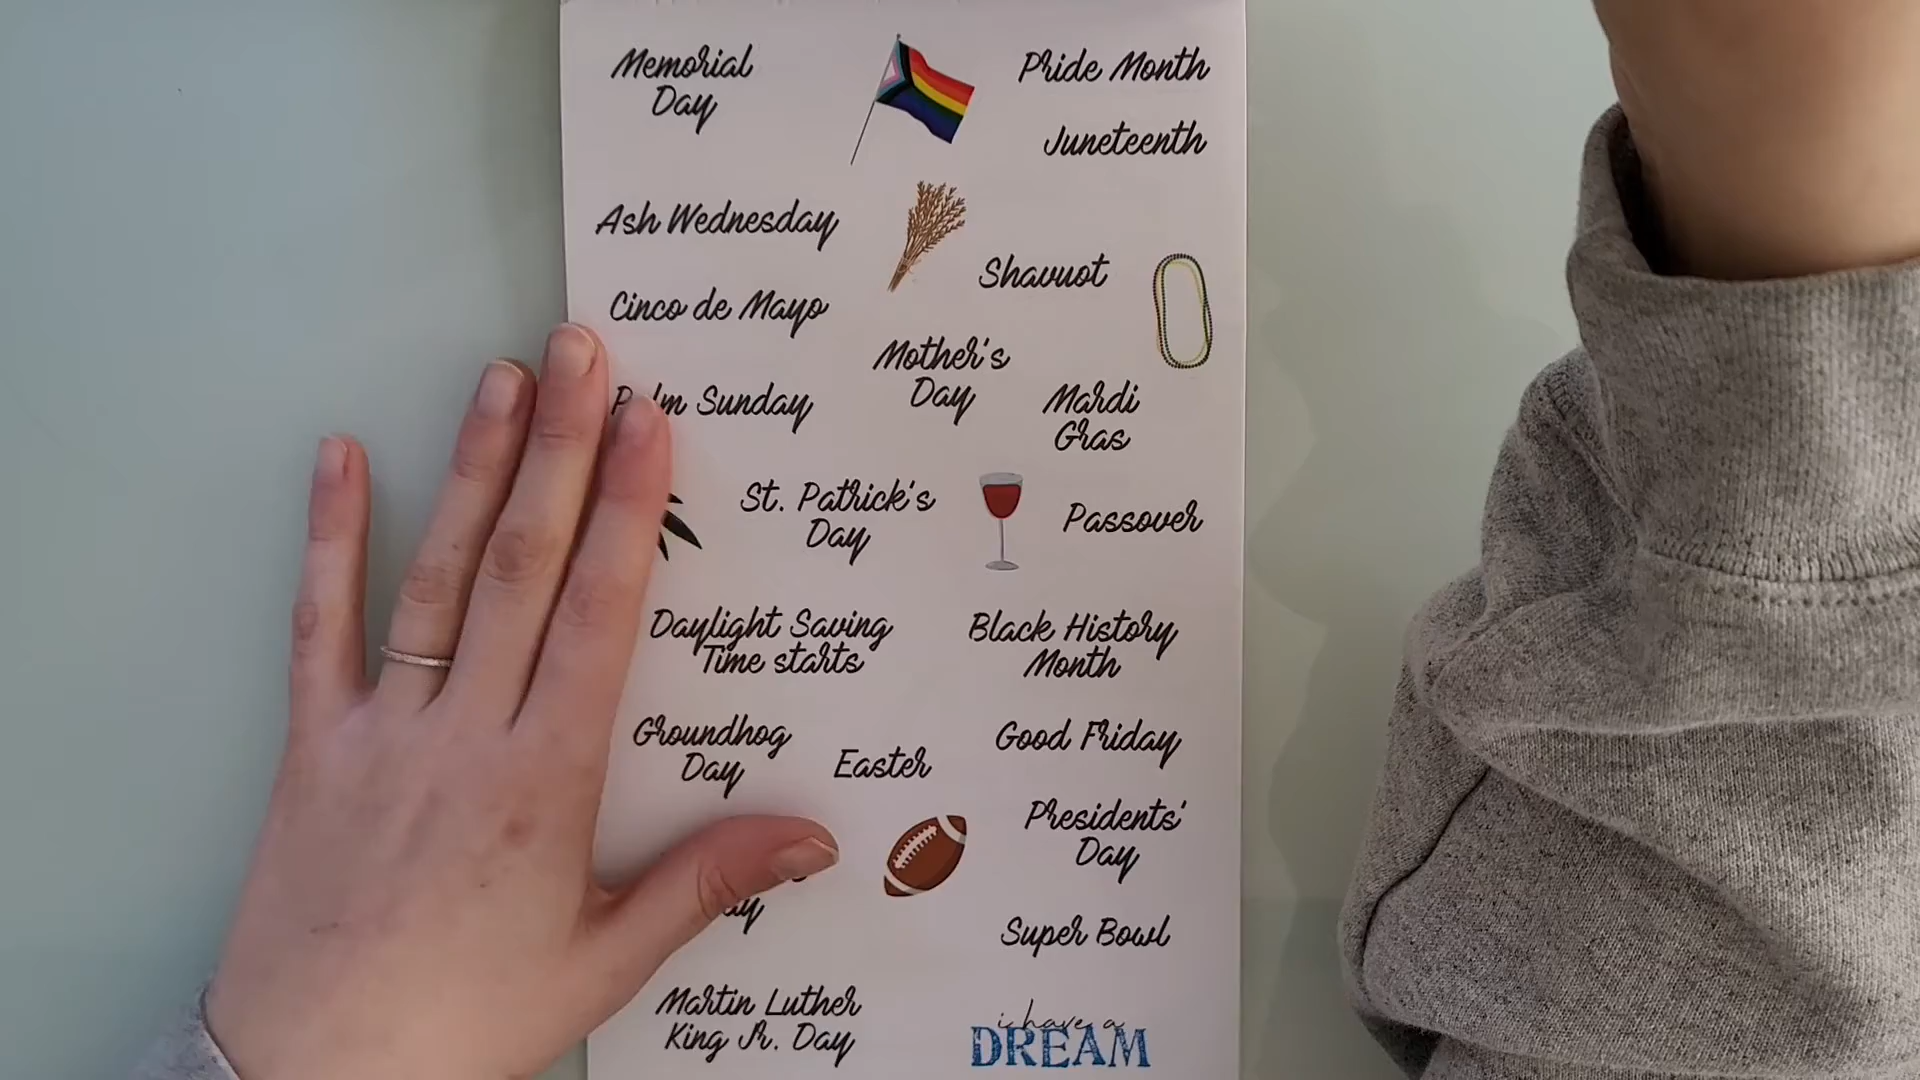 Memorial
Day
Pride Month
Juneteenth
Ash Wednesday
Shavuot
Cinco de Mayo
Mother's
Day
Sunday
Mardi
Gras
St. Patrick's
Day
Passover
Daylight Saving
Time starts
Black History
Month
Groundhog
Day
Easter
Good Friday
Presidents'
Day
Super Bowl
Martin Luther
King Jr. Day
i have a
DREAM